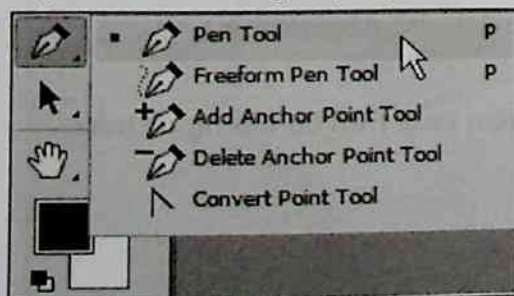 Pen Tool P
Freeform Pen Tool P
Add Anchor Point Tool
Delete Anchor Point Tool
Convert Point Tool